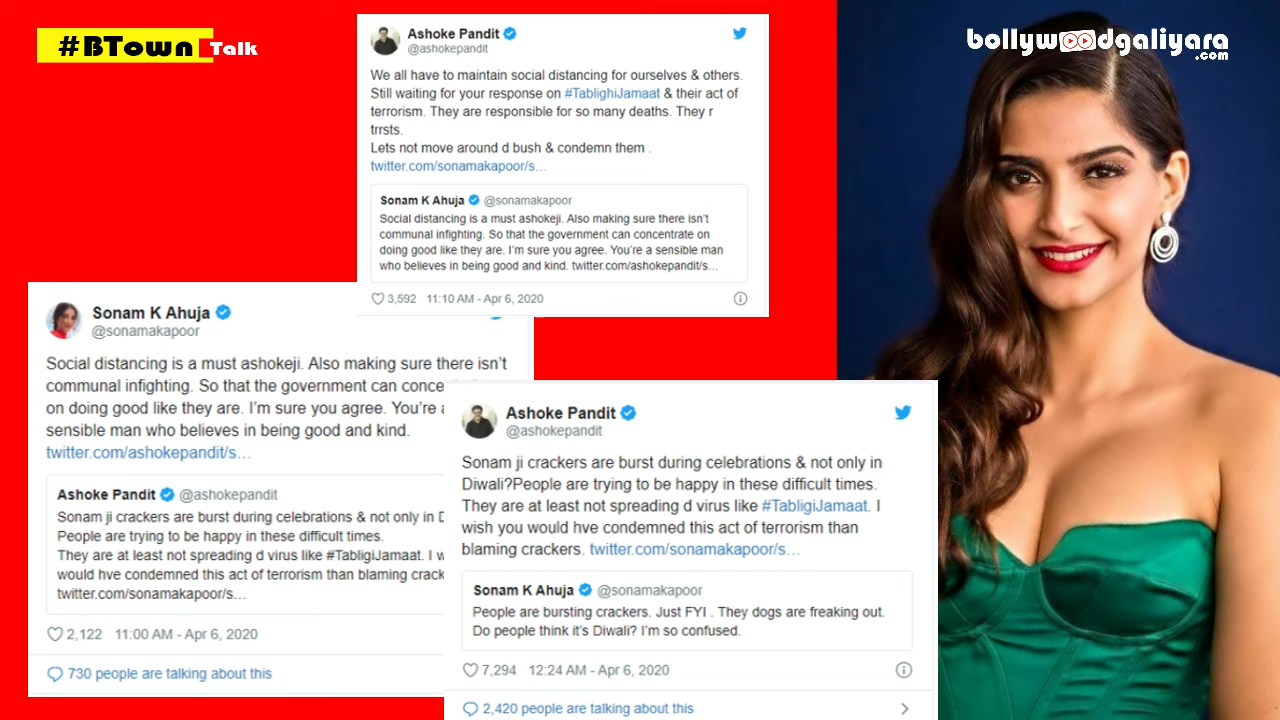 #BTown Talk
bollywoodgaliyara
.com
Ashoke Pandit
@ashokepandit
We all have to maintain social distancing for ourselves & others.
Still waiting for your response on #TablighiJamaat & their act of
terrorism. They are responsible for so many deaths. They r
trrsts.
Lets not move around d bush & condemn them .
twitter.com/sonamakapoor/s…
Sonam K Ahuja @sonamakapoor
Social distancing is a must ashokeji. Also making sure there isn’t
communal infighting. So that the government can concentrate on
doing good like they are. I’m sure you agree. You’re a sensible man
who believes in being good and kind. twitter.com/ashokepandit/s…
3,592 11:10 AM - Apr 6, 2020
Sonam K Ahuja
@sonamakapoor
Social distancing is a must ashokeji. Also making sure there isn’t
communal infighting. So that the government can
on doing good like they are. I’m sure you agree. You’re a
sensible man who believes in being good and kind.
twitter.com/ashokepandit/s…
Ashoke Pandit @ashokepandit
Sonam ji crackers are burst during celebrations & not only in D
People are trying to be happy in these difficult times.
They are at least not spreading d virus like #TabligiJamaat. I w
would hve condemned this act of terrorism than blaming crack
twitter.com/sonamakapoor/s…
2,122 11:00 AM - Apr 6, 2020
730 people are talking about this
Ashoke Pandit
@ashokepandit
Sonam ji crackers are burst during celebrations & not only in
Diwali?People are trying to be happy in these difficult times.
They are at least not spreading d virus like #TabligiJamaat. I
wish you would hve condemned this act of terrorism than
blaming crackers. twitter.com/sonamakapoor/s…
Sonam K Ahuja @sonamakapoor
People are bursting crackers. Just FYI . They dogs are freaking out.
Do people think it’s Diwali? I’m so confused.
7,294 12:24 AM - Apr 6, 2020
2,420 people are talking about this